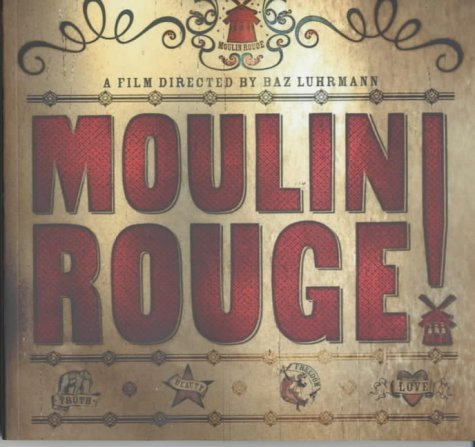 MOULIN ROUGE
A FILM DIRECTED BY BAZ LUHRMANN
MOULIN
ROUGE!
TRUTH
BEAUTY
FREEDOM
LOVE